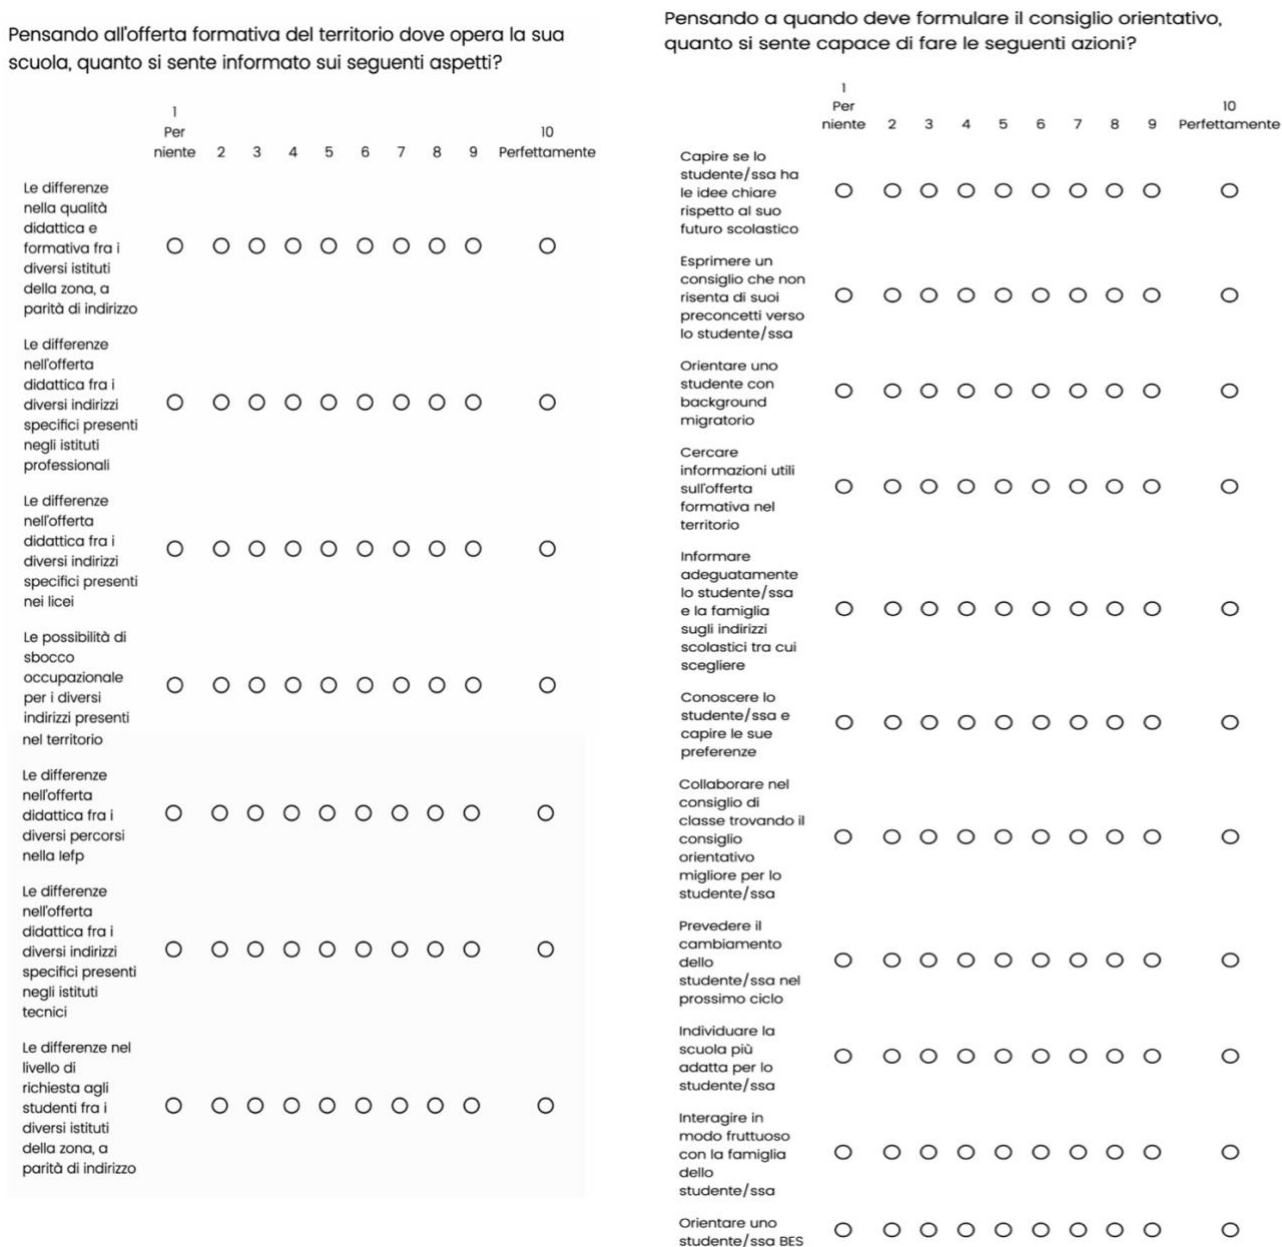 Pensando all'offerta formativa del territorio dove opera la sua
scuola, quanto si sente informato sui seguenti aspetti?
1
Per
niente 2 3 4 5 6 7 8 9 10
Perfettamente
Le differenze
nella qualità
didattica e
formativa fra i
diversi istituti
della zona, a
parità di indirizzo
Le differenze
nell'offerta
didattica fra i
diversi indirizzi
specifici presenti
negli istituti
professionali
Le differenze
nell'offerta
didattica fra i
diversi indirizzi
specifici presenti
nei licei
Le possibilità di
sbocco
occupazionale
per i diversi
indirizzi presenti
nel territorio
Le differenze
nell'offerta
didattica fra i
diversi percorsi
nella Iefp
Le differenze
nell'offerta
didattica fra i
diversi indirizzi
specifici presenti
negli istituti
tecnici
Le differenze nel
livello di
richiesta agli
studenti fra i
diversi istituti
della zona, a
parità di indirizzo
Pensando a quando deve formulare il consiglio orientativo,
quanto si sente capace di fare le seguenti azioni?
1
Per
niente 2 3 4 5 6 7 8 9 10
Perfettamente
Capire se lo
studente/ssa ha
le idee chiare
rispetto al suo
futuro scolastico
Esprimere un
consiglio che non
risenta di suoi
preconcetti verso
lo studente/ssa
Orientare uno
studente con
background
migratorio
Cercare
informazioni utili
sull'offerta
formativa nel
territorio
Informare
adeguatamente
lo studente/ssa
e la famiglia
sugli indirizzi
scolastici tra cui
scegliere
Conoscere lo
studente/ssa e
capire le sue
preferenze
Collaborare nel
consiglio di
classe trovando il
consiglio
orientativo
migliore per lo
studente/ssa
Prevedere il
cambiamento
dello
studente/ssa nel
prossimo ciclo
Individuare la
scuola più
adatta per lo
studente/ssa
Interagire in
modo fruttuoso
con la famiglia
dello
studente/ssa
Orientare uno
studente/ssa BES